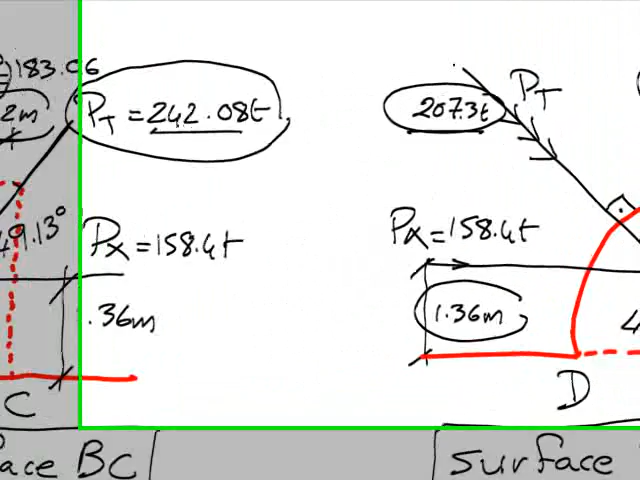 183.06
2m
PT = 242.08t
207.3t
PT
49.13°
Px = 158.4t
Px = 158.4t
.36m
1.36m
C
D
face BC
Surface